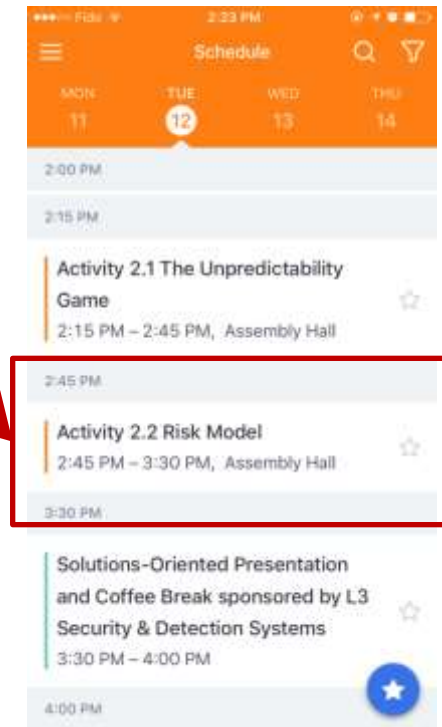 Fido 2:23 PM
Schedule
MON TUE WED THU
11 12 13 14
2:00 PM
2:15 PM
Activity 2.1 The Unpredictability
Game
2:15 PM – 2:45 PM, Assembly Hall
2:45 PM
Activity 2.2 Risk Model
2:45 PM – 3:30 PM, Assembly Hall
3:30 PM
Solutions-Oriented Presentation
and Coffee Break sponsored by L3
Security & Detection Systems
3:30 PM – 4:00 PM
4:00 PM